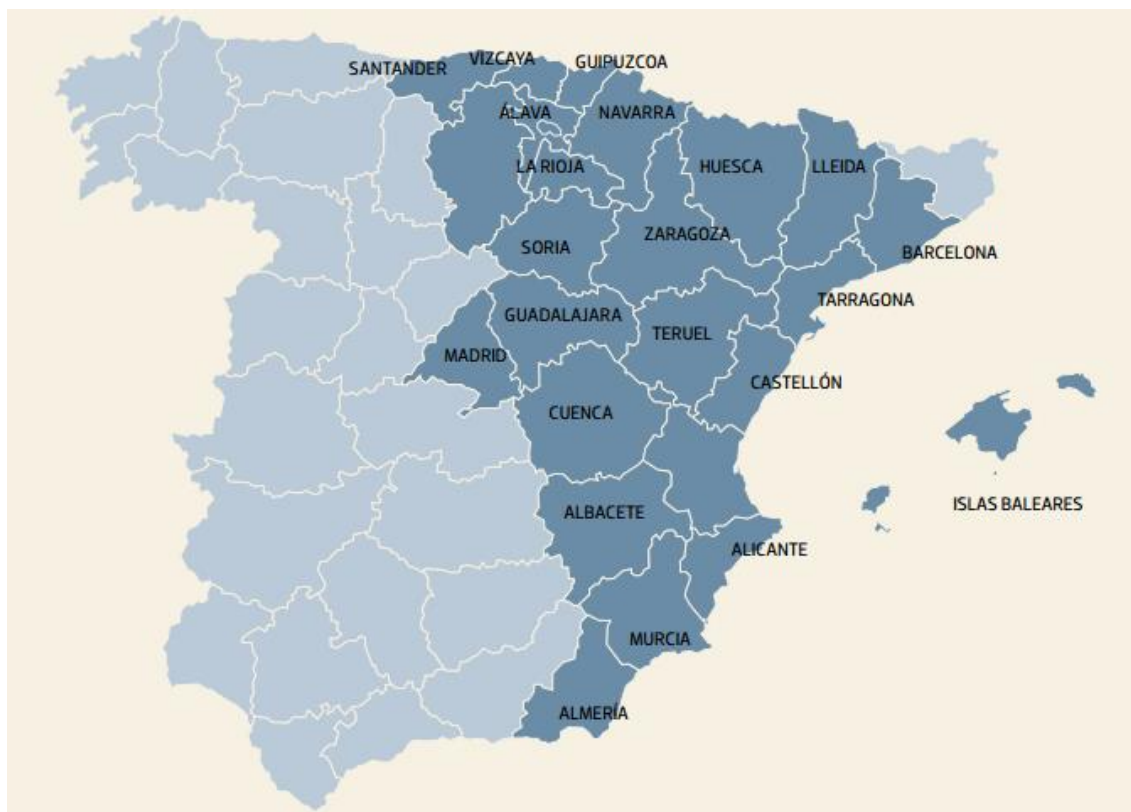 VIZCAYA
GUIPUZCOA
SANTANDER
ÁLAVA
NAVARRA
LA RIOJA
HUESCA
LLEIDA
ZARAGOZA
SORIA
BARCELONA
TARRAGONA
GUADALAJARA
TERUEL
MADRID
CASTELLÓN
CUENCA
ISLAS BALEARES
ALBACETE
ALICANTE
MURCIA
ALMERÍA